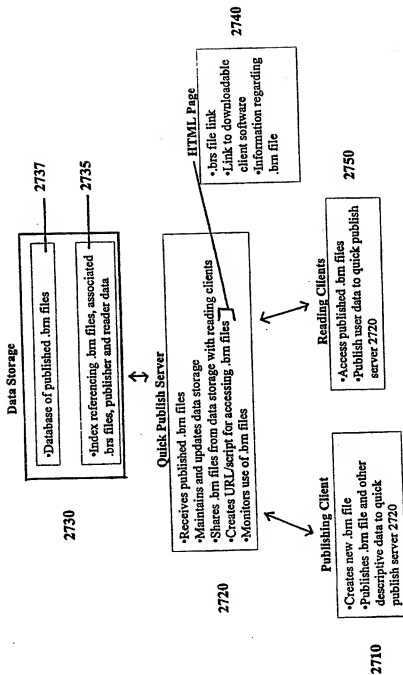 Data Storage
2737
•Database of published .brn files
2735
•Index referencing .brn files, associated
.brs files, publisher and reader data
2730
Quick Publish Server
•Receives published .brn files
•Maintains and updates data storage
•Shares .brn files from data storage with reading clients
•Creates URL/script for accessing .brn files
•Monitors use of .brn files
2720
HTML Page
2740
•.brs file link
•Link to downloadable
client software
•Information regarding
.brn file
Publishing Client
•Creates new .brn file
•Publishes .brn file and other
descriptive data to quick
publish server 2720
2710
Reading Clients
2750
•Access published .brn files
•Publish user data to quick publish
server 2720